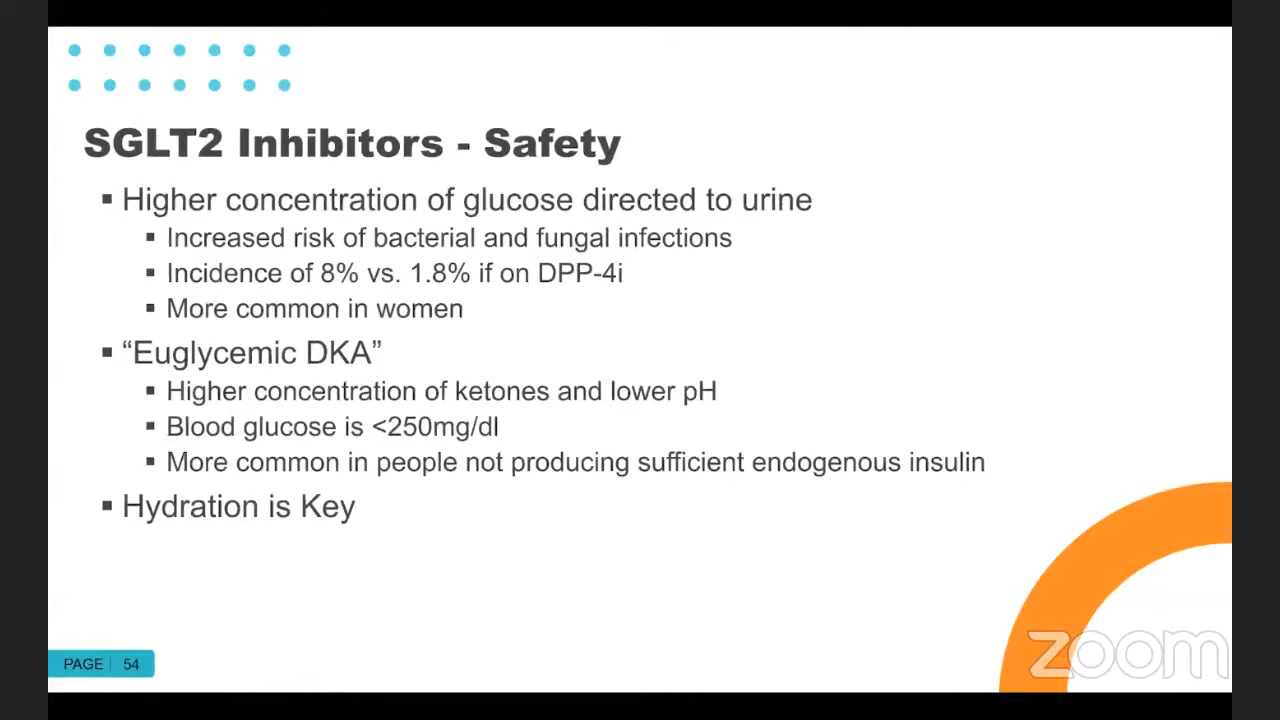 SGLT2 Inhibitors - Safety
▪ Higher concentration of glucose directed to urine
▪ Increased risk of bacterial and fungal infections
▪ Incidence of 8% vs. 1.8% if on DPP-4i
▪ More common in women
▪ “Euglycemic DKA”
▪ Higher concentration of ketones and lower pH
▪ Blood glucose is <250mg/dl
▪ More common in people not producing sufficient endogenous insulin
▪ Hydration is Key
PAGE | 54
zoom